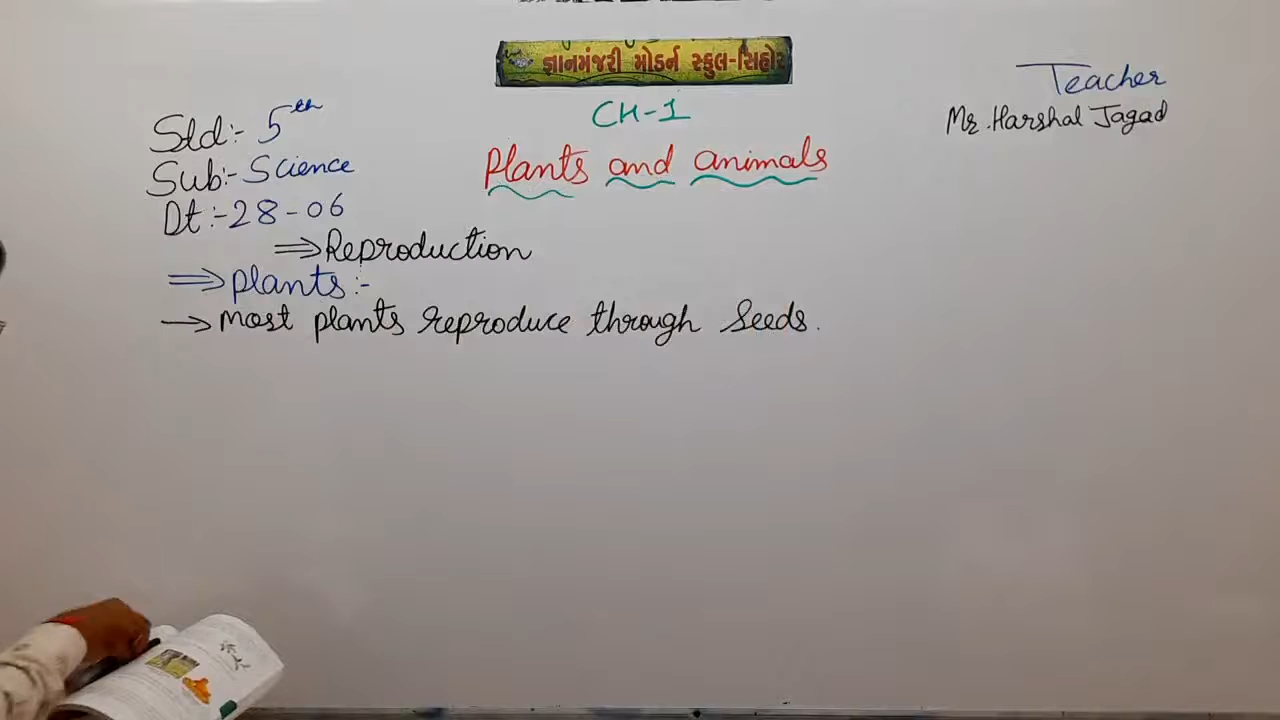 જ્ઞાનમંજરી મોડર્ન સ્કુલ-સિહોર
CH-1
Plants and animals
Teacher
Mr. Harshal Jagad
Std:- 5th
Sub:- Science
Dt:- 28-06
⇒ Reproduction
⇒ plants:-
→ most plants reproduce through Seeds.